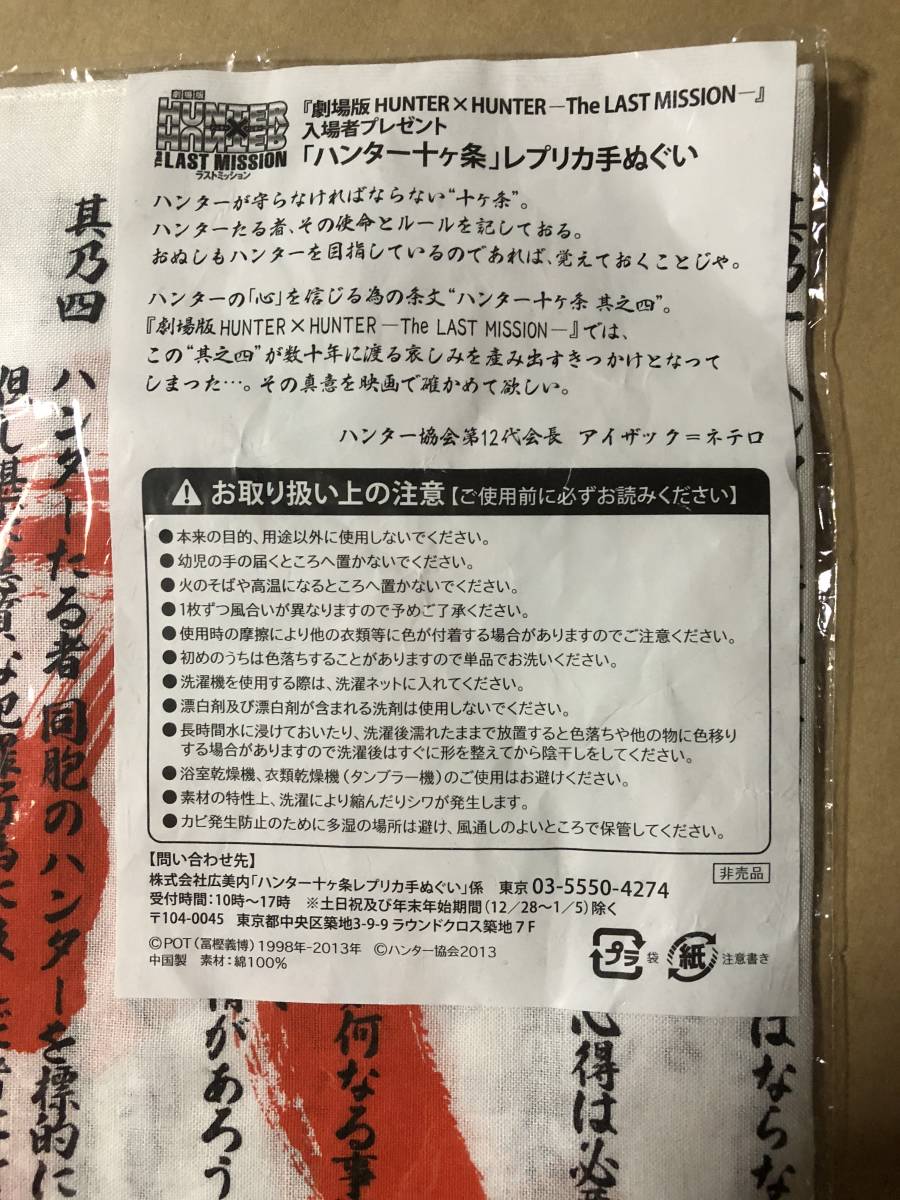 劇場版
HUNTER×HUNTER
THE LAST MISSION
ラストミッション
『劇場版 HUNTER×HUNTER―The LAST MISSION―』
入場者プレゼント
「ハンター十ヶ条」レプリカ手ぬぐい
ハンターが守らなければならない“十ヶ条”。
ハンターたる者、その使命とルールを記しておる。
おぬしもハンターを目指しているのであれば、覚えておくことじゃ。
ハンターの「心」を信じる為の条文“ハンター十ヶ条 其之四”。
『劇場版 HUNTER×HUNTER ―The LAST MISSION―』では、
この“其之四”が数十年に渡る哀しみを産み出すきっかけとなって
しまった…。その真意を映画で確かめて欲しい。
ハンター協会第12代会長 アイザック＝ネテロ
お取り扱い上の注意【ご使用前に必ずお読みください】
●本来の目的、用途以外に使用しないでください。
●幼児の手の届くところへ置かないでください。
●火のそばや高温になるところへ置かないでください。
●1枚ずつ風合いが異なりますので予めご了承ください。
●使用時の摩擦により他の衣類等に色が付着する場合がありますのでご注意ください。
●初めのうちは色落ちすることがありますので単品でお洗いください。
●洗濯機を使用する際は、洗濯ネットに入れてください。
●漂白剤及び漂白剤が含まれる洗剤は使用しないでください。
●長時間水に浸けておいたり、洗濯後濡れたままで放置すると色落ちや他の物に色移り
する場合がありますので洗濯後はすぐに形を整えてから陰干しをしてください。
●浴室乾燥機、衣類乾燥機（タンブラー機）のご使用はお避けください。
●素材の特性上、洗濯により縮んだりシワが発生します。
●カビ発生防止のために多湿の場所は避け、風通しのよいところで保管してください。
【問い合わせ先】
非売品
株式会社広美内「ハンター十ヶ条レプリカ手ぬぐい」係 東京 03-5550-4274
受付時間：10時〜17時 ※土日祝及び年末年始期間（12／28〜1／5）除く
〒104-0045 東京都中央区築地3-9-9 ラウンドクロス築地７F
©POT（冨樫義博）1998年-2013年 ©ハンター協会2013
中国製 素材：綿100%
プラ 袋 紙 注意書き
はならな
心得は必
何なる事
情があろう
其乃四 ハンターたる者 同胞のハンターを標的に
但し